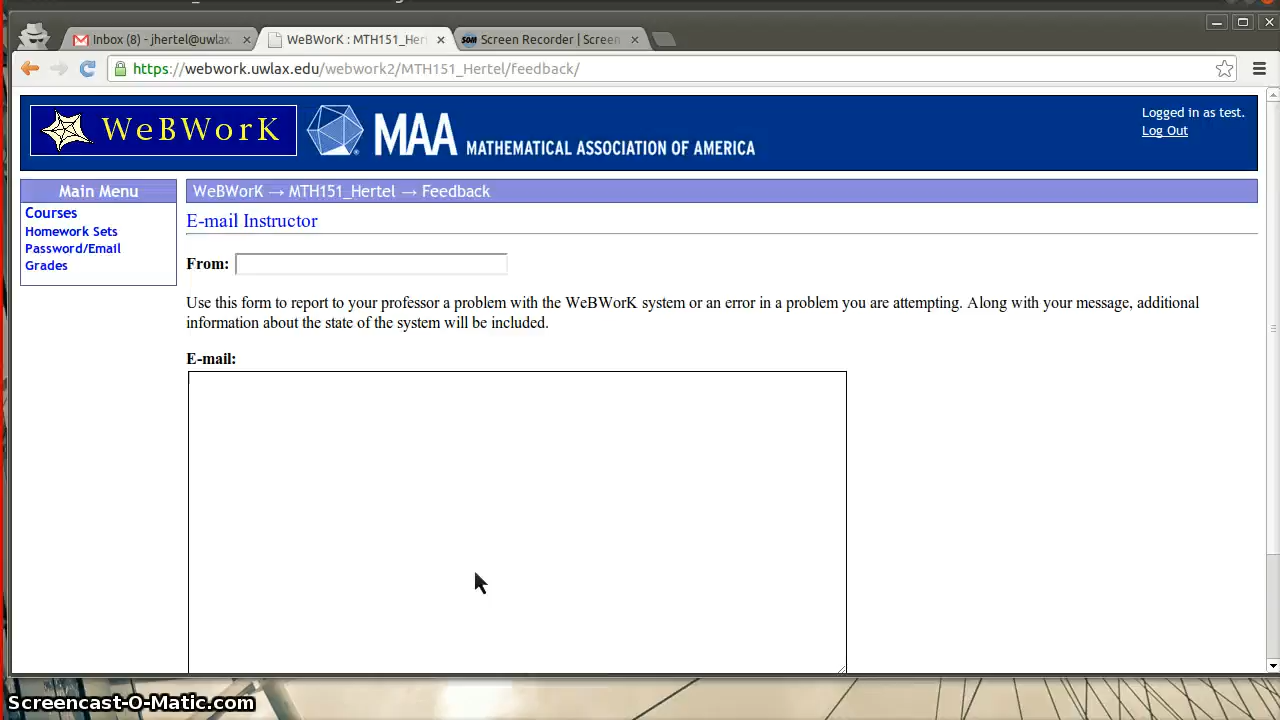 Inbox (8) - jhertel@uwlax.
WeBWorK : MTH151_Her
Screen Recorder | Screen
https://webwork.uwlax.edu/webwork2/MTH151_Hertel/feedback/
WeBWorK
MAA MATHEMATICAL ASSOCIATION OF AMERICA
Logged in as test.
Log Out
Main Menu
Courses
Homework Sets
Password/Email
Grades
WeBWorK → MTH151_Hertel → Feedback
E-mail Instructor
From:
Use this form to report to your professor a problem with the WeBWorK system or an error in a problem you are attempting. Along with your message, additional
information about the state of the system will be included.
E-mail:
Screencast-O-Matic.com